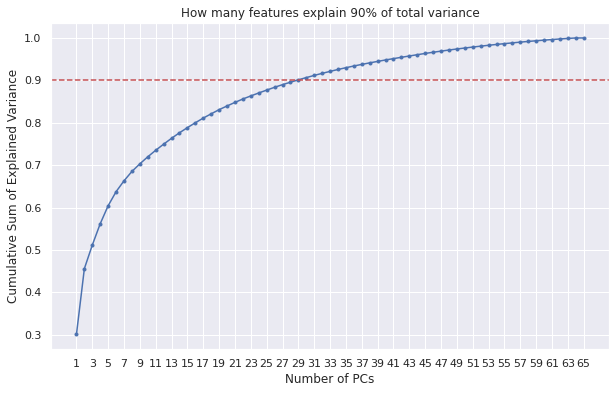 How many features explain 90% of total variance
Cumulative Sum of Explained Variance
1.0
0.9
0.8
0.7
0.6
0.5
0.4
0.3
1 3 5 7 9 11 13 15 17 19 21 23 25 27 29 31 33 35 37 39 41 43 45 47 49 51 53 55 57 59 61 63 65
Number of PCs